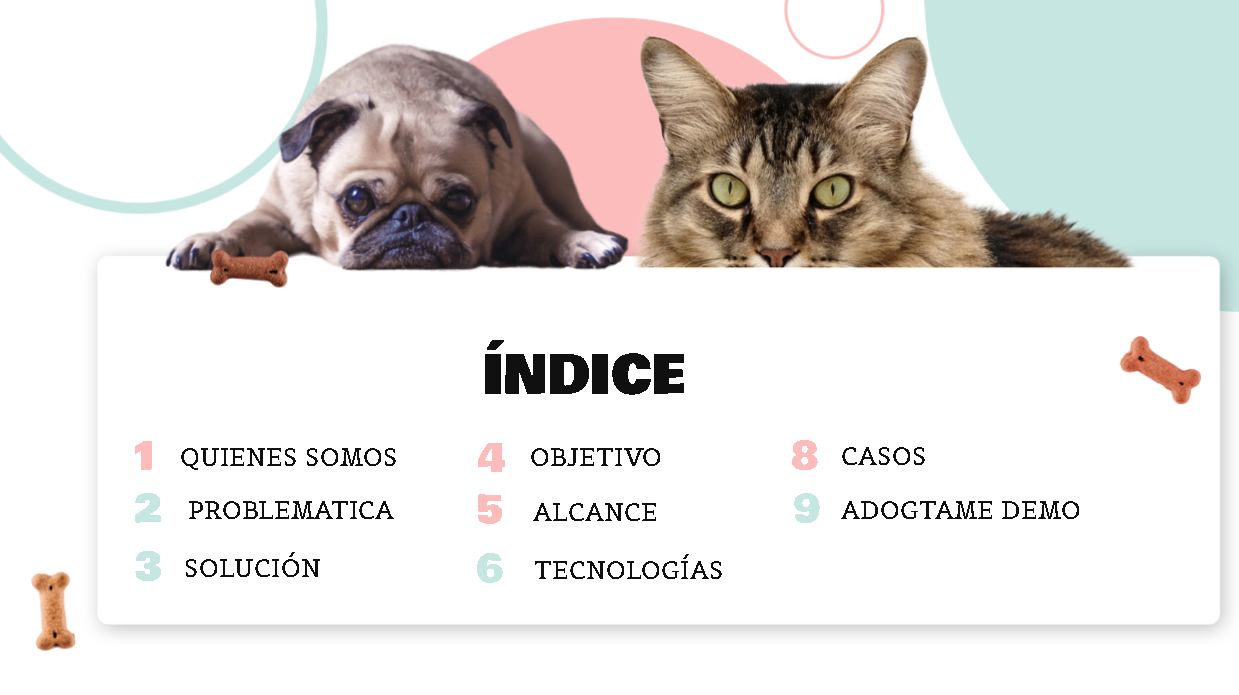 ÍNDICE
1 QUIENES SOMOS
2 PROBLEMATICA
3 SOLUCIÓN
4 OBJETIVO
5 ALCANCE
6 TECNOLOGÍAS
8 CASOS
9 ADOGTAME DEMO